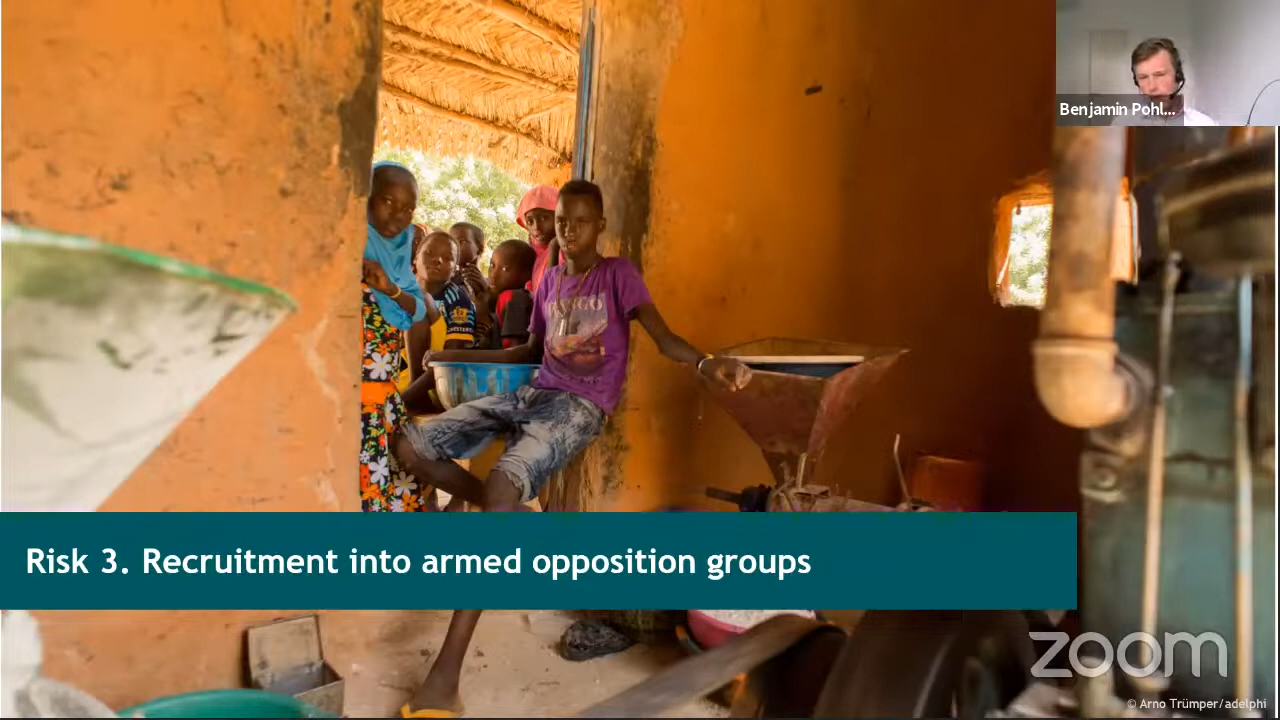 Benjamin Pohl...
Risk 3. Recruitment into armed opposition groups
zoom
© Arno Trümper/adelphi